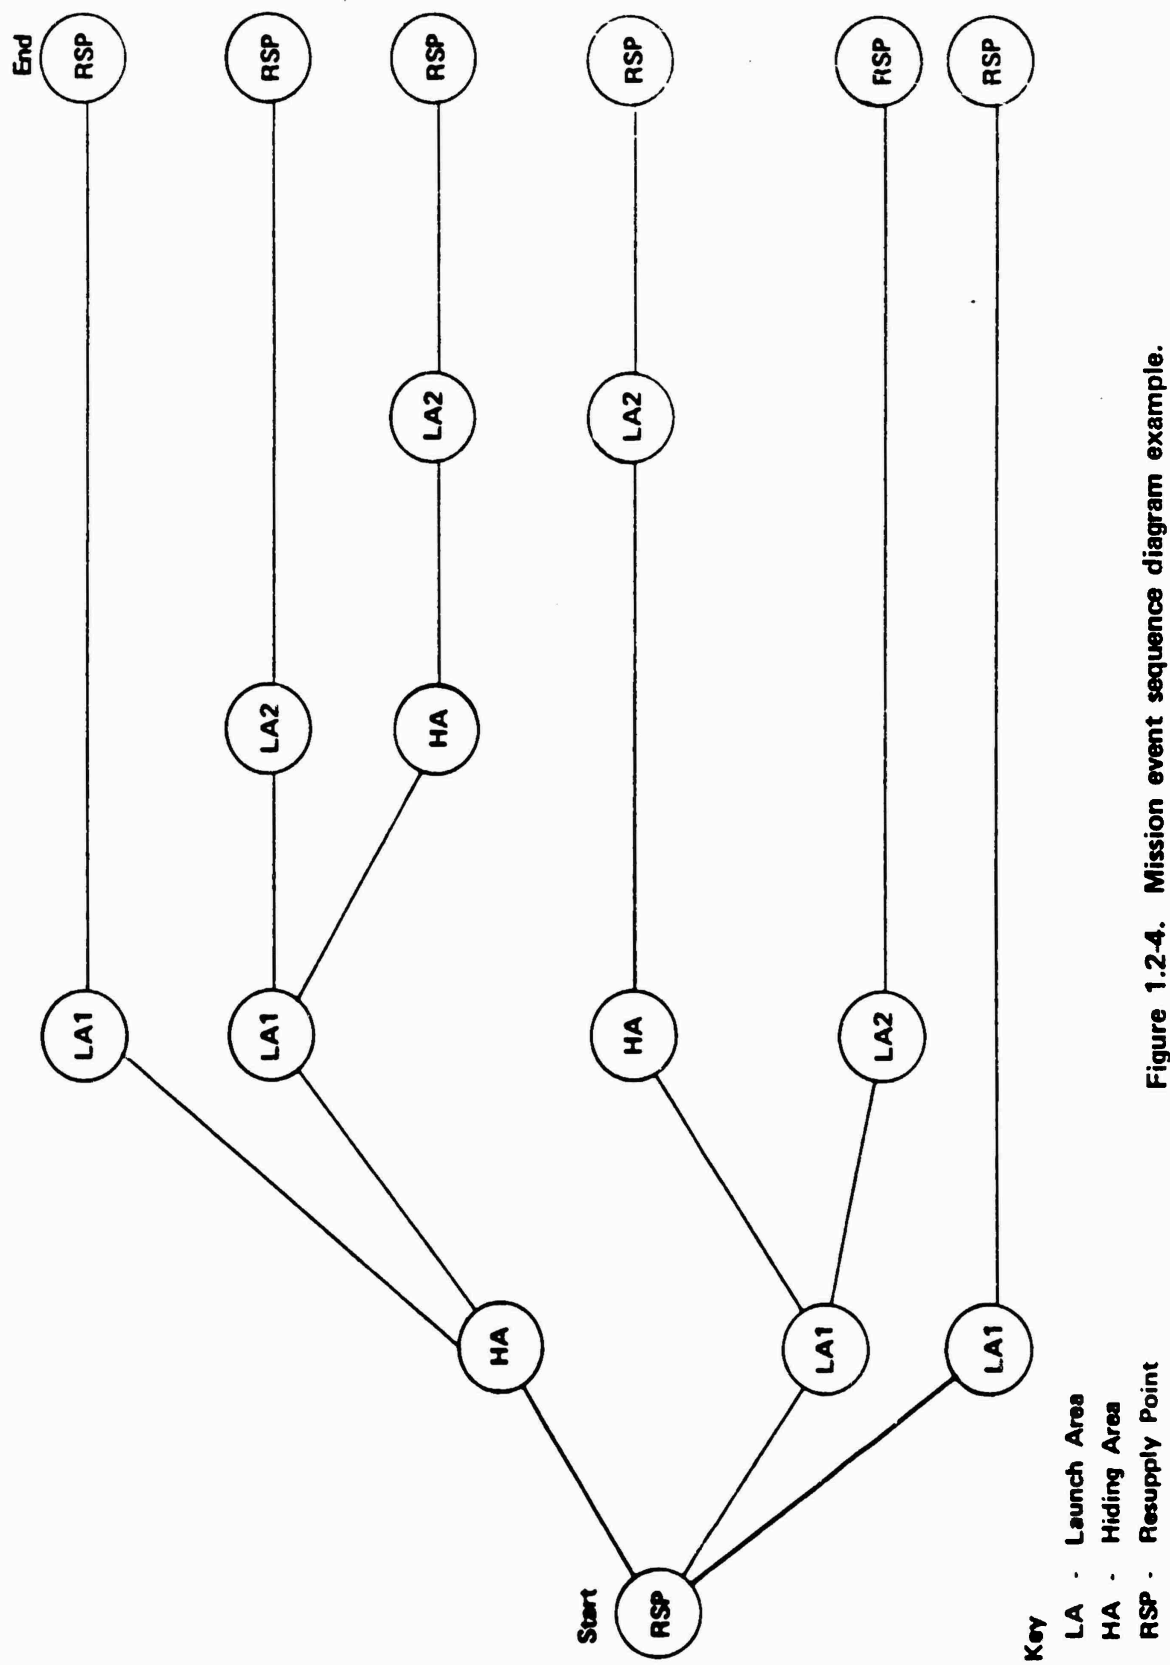 End
LA1
RSP
LA1
LA2
RSP
HA
LA2
RSP
HA
Start
RSP
HA
LA2
RSP
LA1
LA2
RSP
LA1
RSP
Key
LA - Launch Area
HA - Hiding Area
RSP - Resupply Point
Figure 1.2-4. Mission event sequence diagram example.